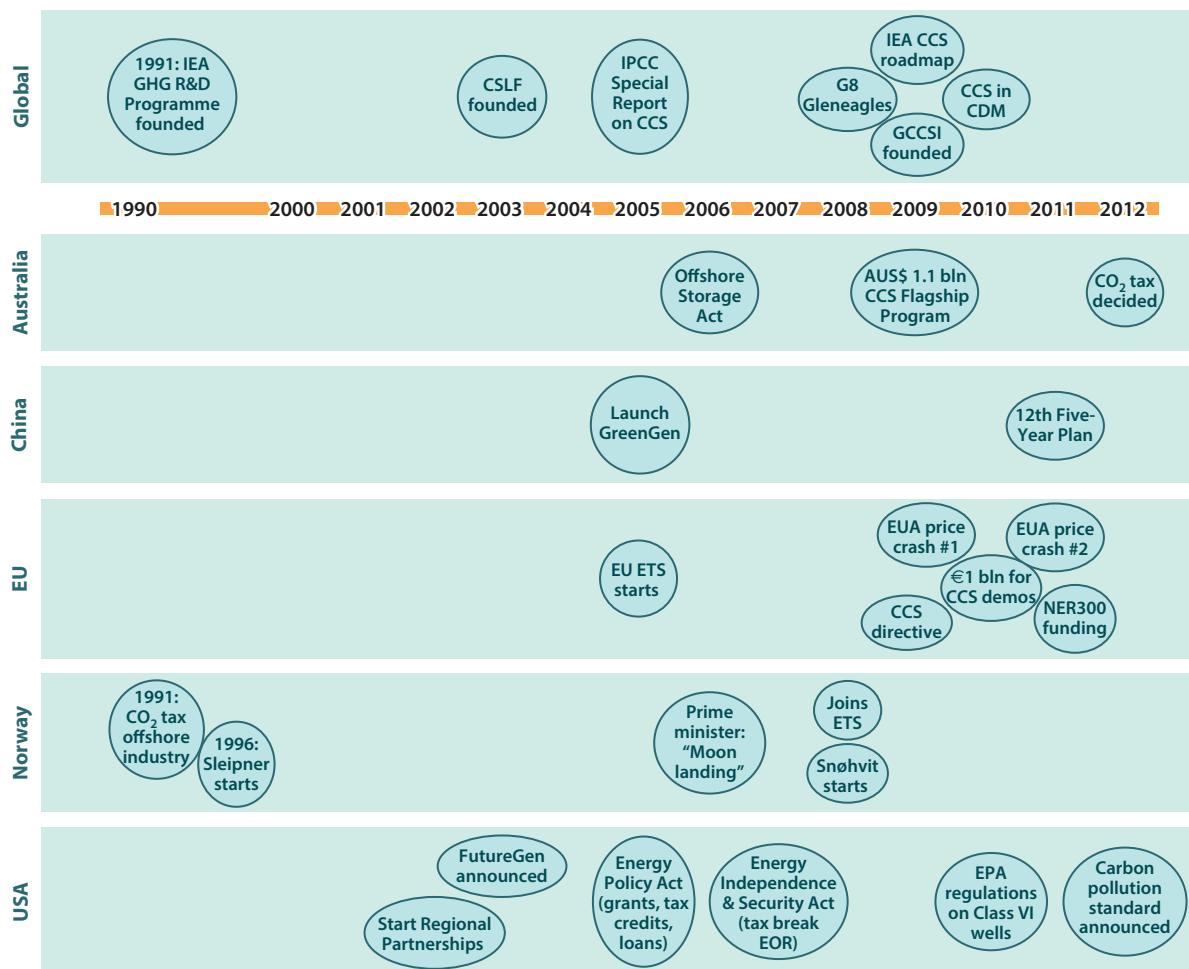 Global
1991: IEA
GHG R&D
Programme
founded
CSLF
founded
IPCC
Special
Report
on CCS
G8
Gleneagles
IEA CCS
roadmap
GCCSI
founded
CCS in
CDM
1990 2000 2001 2002 2003 2004 2005 2006 2007 2008 2009 2010 2011 2012
Australia
Offshore
Storage
Act
AUS$ 1.1 bln
CCS Flagship
Program
CO₂ tax
decided
China
Launch
GreenGen
12th Five-
Year Plan
EU
EU ETS
starts
EUA price
crash #1
CCS
directive
€1 bln for
CCS demos
EUA price
crash #2
NER300
funding
Norway
1991:
CO₂ tax
offshore
industry
1996:
Sleipner
starts
Prime
minister:
“Moon
landing”
Joins
ETS
Snøhvit
starts
USA
Start Regional
Partnerships
FutureGen
announced
Energy
Policy Act
(grants, tax
credits,
loans)
Energy
Independence
& Security Act
(tax break
EOR)
EPA
regulations
on Class VI
wells
Carbon
pollution
standard
announced